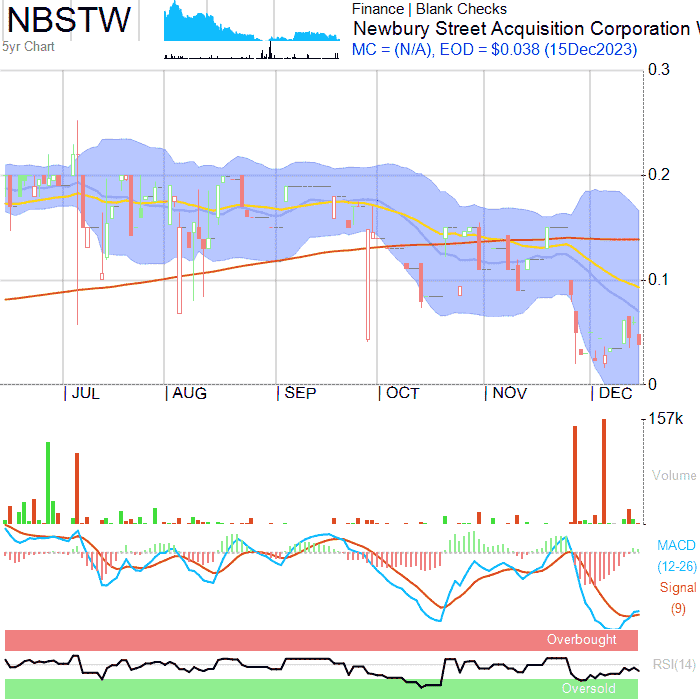 NBSTW
5yr Chart
Finance | Blank Checks
Newbury Street Acquisition Corporation W
MC = (N/A), EOD = $0.038 (15Dec2023)
0.3
0.2
0.1
0
| JUL
| AUG
| SEP
| OCT
| NOV
| DEC
157k
Volume
MACD
(12-26)
Signal
(9)
Overbought
RSI(14)
Oversold